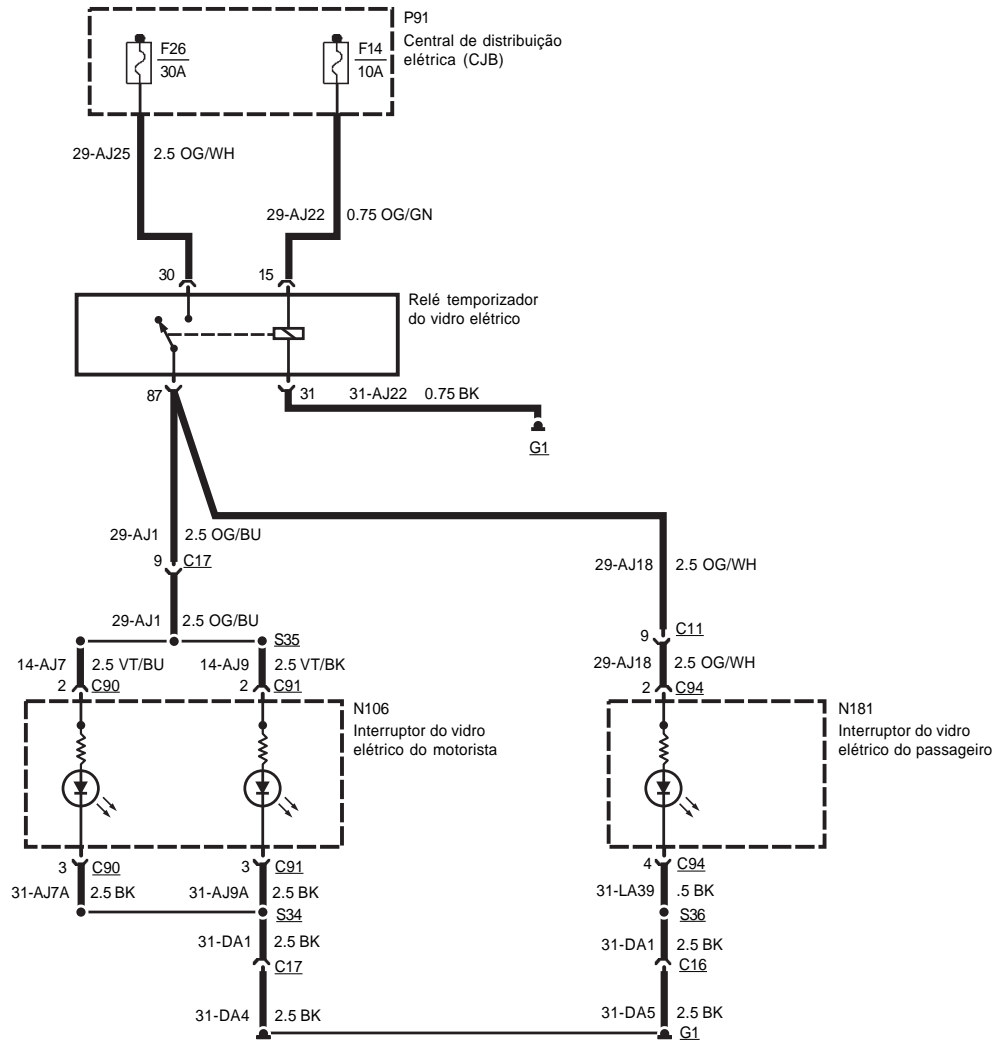 P91
Central de distribuição
elétrica (CJB)
F26
30A
F14
10A
29-AJ25 2.5 OG/WH
29-AJ22 0.75 OG/GN
30
15
Relé temporizador
do vidro elétrico
87
31
31-AJ22 0.75 BK
G1
29-AJ1 2.5 OG/BU
9 C17
29-AJ18 2.5 OG/WH
29-AJ1 2.5 OG/BU
S35
9 C11
14-AJ7 2.5 VT/BU
14-AJ9 2.5 VT/BK
29-AJ18 2.5 OG/WH
2 C90
2 C91
2 C94
N106
Interruptor do vidro
elétrico do motorista
N181
Interruptor do vidro
elétrico do passageiro
3 C90
3 C91
4 C94
31-AJ7A 2.5 BK
31-AJ9A 2.5 BK
31-LA39 .5 BK
S34
S36
31-DA1 2.5 BK
31-DA1 2.5 BK
C17
C16
31-DA4 2.5 BK
31-DA5 2.5 BK
G1